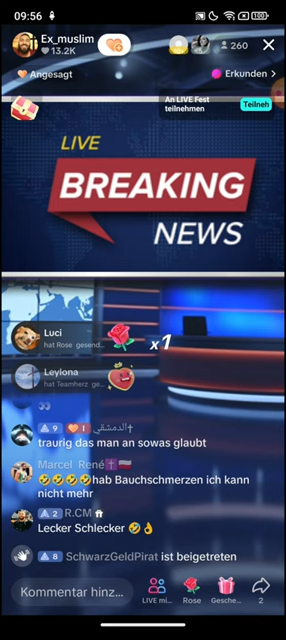 09:56
100
Ex_muslim
13.2K
260
Angesagt
Erkunden >
An LIVE Fest
teilnehmen
Teilneh
LIVE
BREAKING
NEWS
Luci
hat Rose gesend...
x1
Leylona
hat Teamherz ge...
9 1 الدمشقي
traurig das man an sowas glaubt
Marcel René
hab Bauchschmerzen ich kann
nicht mehr
2 R.CM
Lecker Schlecker
8 SchwarzGeldPirat ist beigetreten
Kommentar hinz...
LIVE mi...
Rose
Gesche...
2